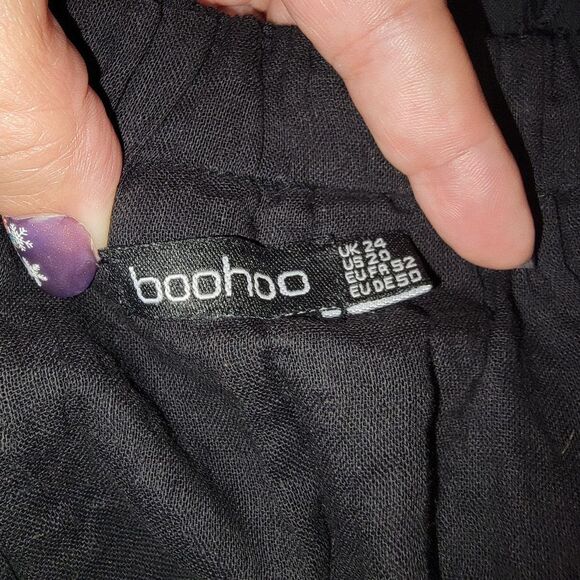 boohoo
UK 24
US 20
EU FR 52
EU DE 50